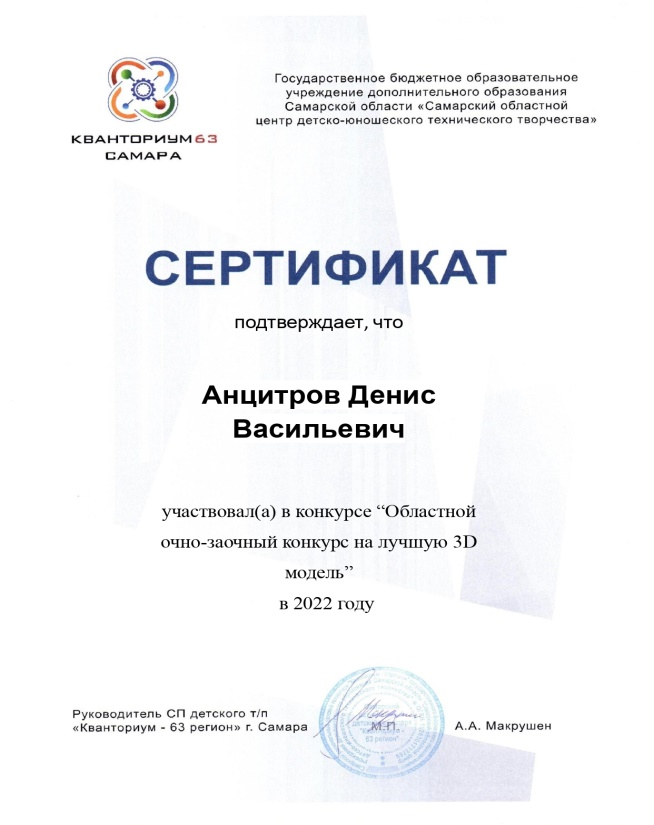 КВАНТОРИУМ63
САМАРА
Государственное бюджетное образовательное
учреждение дополнительного образования
Самарской области «Самарский областной
центр детско-юношеского технического творчества»
СЕРТИФИКАТ
подтверждает, что
Анцитров Денис
Васильевич
участвовал(а) в конкурсе “Областной
очно-заочный конкурс на лучшую 3D
модель”
в 2022 году
Руководитель СП детского т/п
«Кванториум - 63 регион» г. Самара
М.П.
63 регион"
А.А. Макрушен